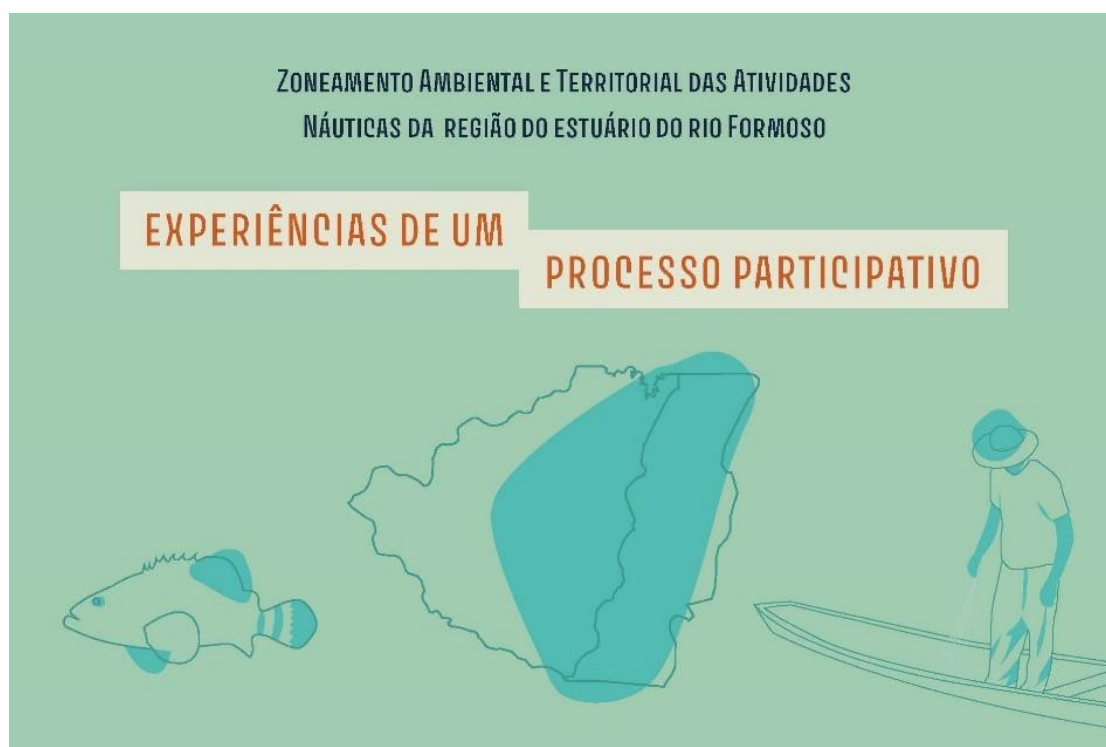 Zoneamento Ambiental e Territorial das Atividades
Náuticas da região do estuário do rio Formoso
EXPERIÊNCIAS DE UM
PROCESSO PARTICIPATIVO